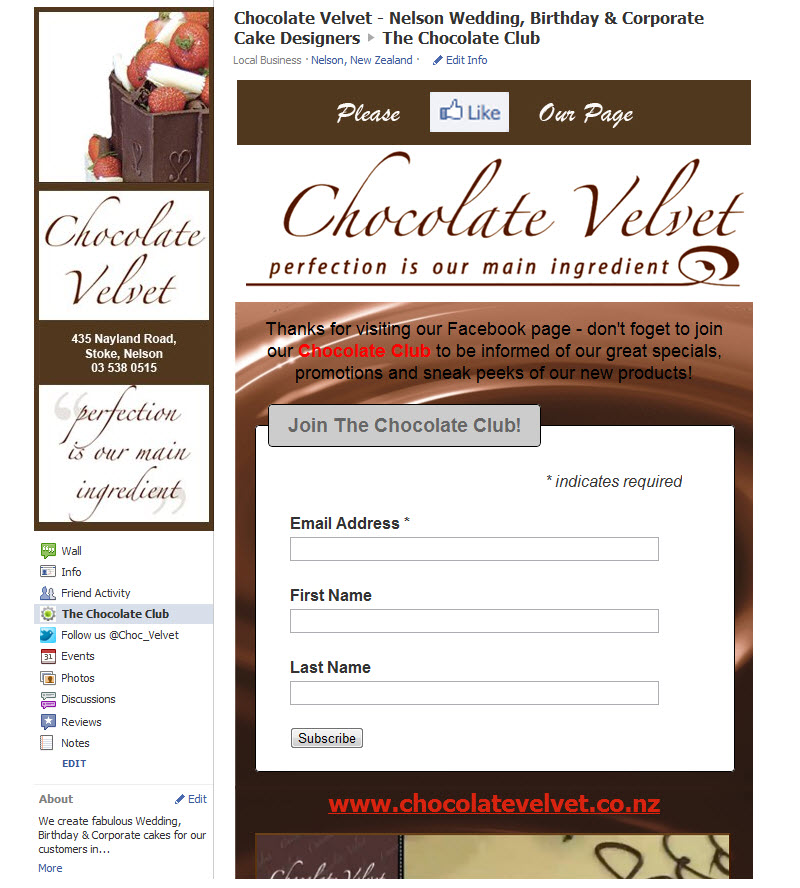 Chocolate Velvet - Nelson Wedding, Birthday & Corporate
Cake Designers ▸ The Chocolate Club
Local Business · Nelson, New Zealand · Edit Info
Please Like Our Page
Chocolate Velvet
perfection is our main ingredient
Chocolate
Velvet
435 Nayland Road,
Stoke, Nelson
03 538 0515
“perfection
is our main
ingredient”
Wall
Info
Friend Activity
The Chocolate Club
Follow us @Choc_Velvet
31 Events
Photos
Discussions
Reviews
Notes
EDIT
About Edit
We create fabulous Wedding,
Birthday & Corporate cakes for our
customers in...
More
Thanks for visiting our Facebook page - don't foget to join
our Chocolate Club to be informed of our great specials,
promotions and sneak peeks of our new products!
Join The Chocolate Club!
* indicates required
Email Address *
First Name
Last Name
Subscribe
www.chocolatevelvet.co.nz
Chocolate Velvet